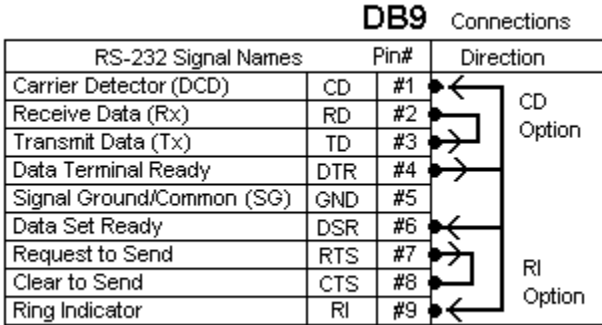 DB9 Connections
RS-232 Signal Names Pin# Direction
Carrier Detector (DCD) CD #1
Receive Data (Rx) RD #2
Transmit Data (Tx) TD #3
Data Terminal Ready DTR #4
Signal Ground/Common (SG) GND #5
Data Set Ready DSR #6
Request to Send RTS #7
Clear to Send CTS #8
Ring Indicator RI #9
CD
Option
RI
Option